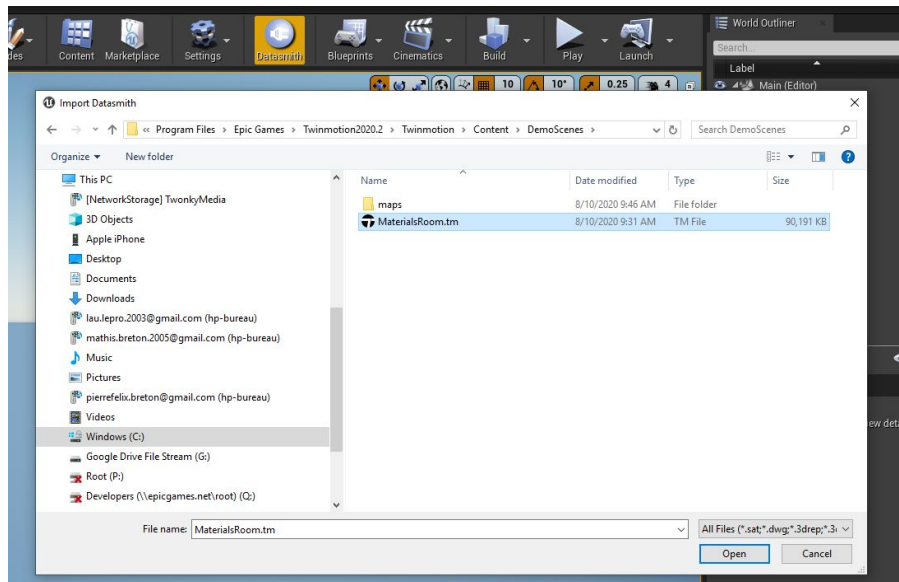 des Content Marketplace Settings Datasmith Blueprints Cinematics Build Play Launch
World Outliner
Search...
Label
10 10° 0.25 4 Main (Editor)
Import Datasmith
« Program Files > Epic Games > Twinmotion2020.2 > Twinmotion > Content > DemoScenes > Search DemoScenes
Organize New folder
This PC
[NetworkStorage] TwonkyMedia
3D Objects
Apple iPhone
Desktop
Documents
Downloads
lau.lepro.2003@gmail.com (hp-bureau)
mathis.breton.2005@gmail.com (hp-bureau)
Music
Pictures
pierrefelix.breton@gmail.com (hp-bureau)
Videos
Windows (C:)
Google Drive File Stream (G:)
Root (P:)
Developers (\\epicgames.net\root) (Q:)
Name Date modified Type Size
maps 8/10/2020 9:46 AM File folder
MaterialsRoom.tm 8/10/2020 9:31 AM TM File 90,191 KB
ew deta
File name: MaterialsRoom.tm All Files (*.sat;*.dwg;*.3drep;*.3
Open Cancel